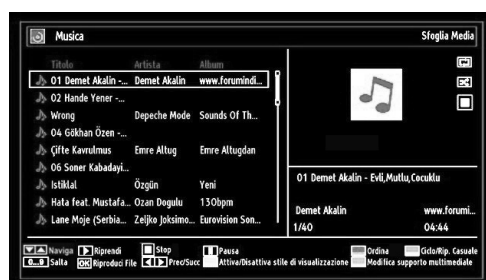 Musica Sfoglia Media
Titolo Artista Album
01 Demet Akalin -... Demet Akalin www.forumindi...
02 Hande Yener -...
Wrong Depeche Mode Sounds Of Th...
04 Gökhan Özen -...
Çifte Kavrulmus Emre Altug Emre Altugdan
06 Soner Kabadayi...
Istiklal Özgün Yeni
Hata feat. Mustafa... Ozan Dogulu 130bpm
Lane Moje (Serbia... Zeljko Joksimo... Eurovision Son...
01 Demet Akalin - Evli,Mutlu,Cocuklu
Demet Akalin www.forumi...
1/40 04:44
Naviga Riprendi Stop Pausa Ordina Ciclo/Rip. Casuale
0...9 Salta OK Riproduci File Prec/Succ Attiva/Disattiva stile di visualizzazione Modifica supporto multimediale